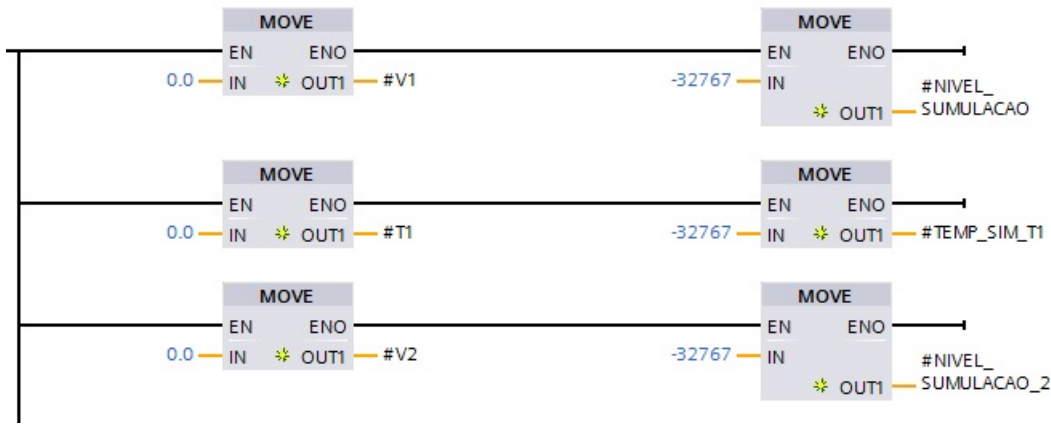 MOVE MOVE
EN ENO EN ENO
0.0 IN OUT1 #V1 -32767 IN
#NIVEL_
OUT1 SUMULACAO
MOVE MOVE
EN ENO EN ENO
0.0 IN OUT1 #T1 -32767 IN OUT1 #TEMP_SIM_T1
MOVE MOVE
EN ENO EN ENO
0.0 IN OUT1 #V2 -32767 IN
#NIVEL_
OUT1 SUMULACAO_2